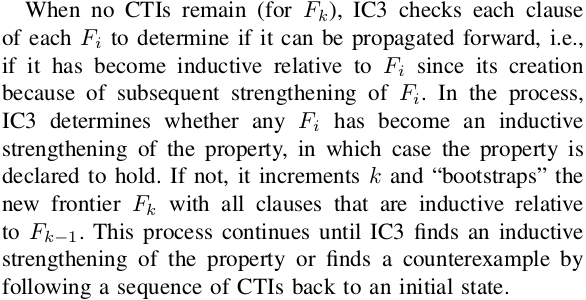 When no CTIs remain (for F_k), IC3 checks each clause
of each F_i to determine if it can be propagated forward, i.e.,
if it has become inductive relative to F_i since its creation
because of subsequent strengthening of F_i. In the process,
IC3 determines whether any F_i has become an inductive
strengthening of the property, in which case the property is
declared to hold. If not, it increments k and “bootstraps” the
new frontier F_k with all clauses that are inductive relative
to F_{k−1}. This process continues until IC3 finds an inductive
strengthening of the property or finds a counterexample by
following a sequence of CTIs back to an initial state.